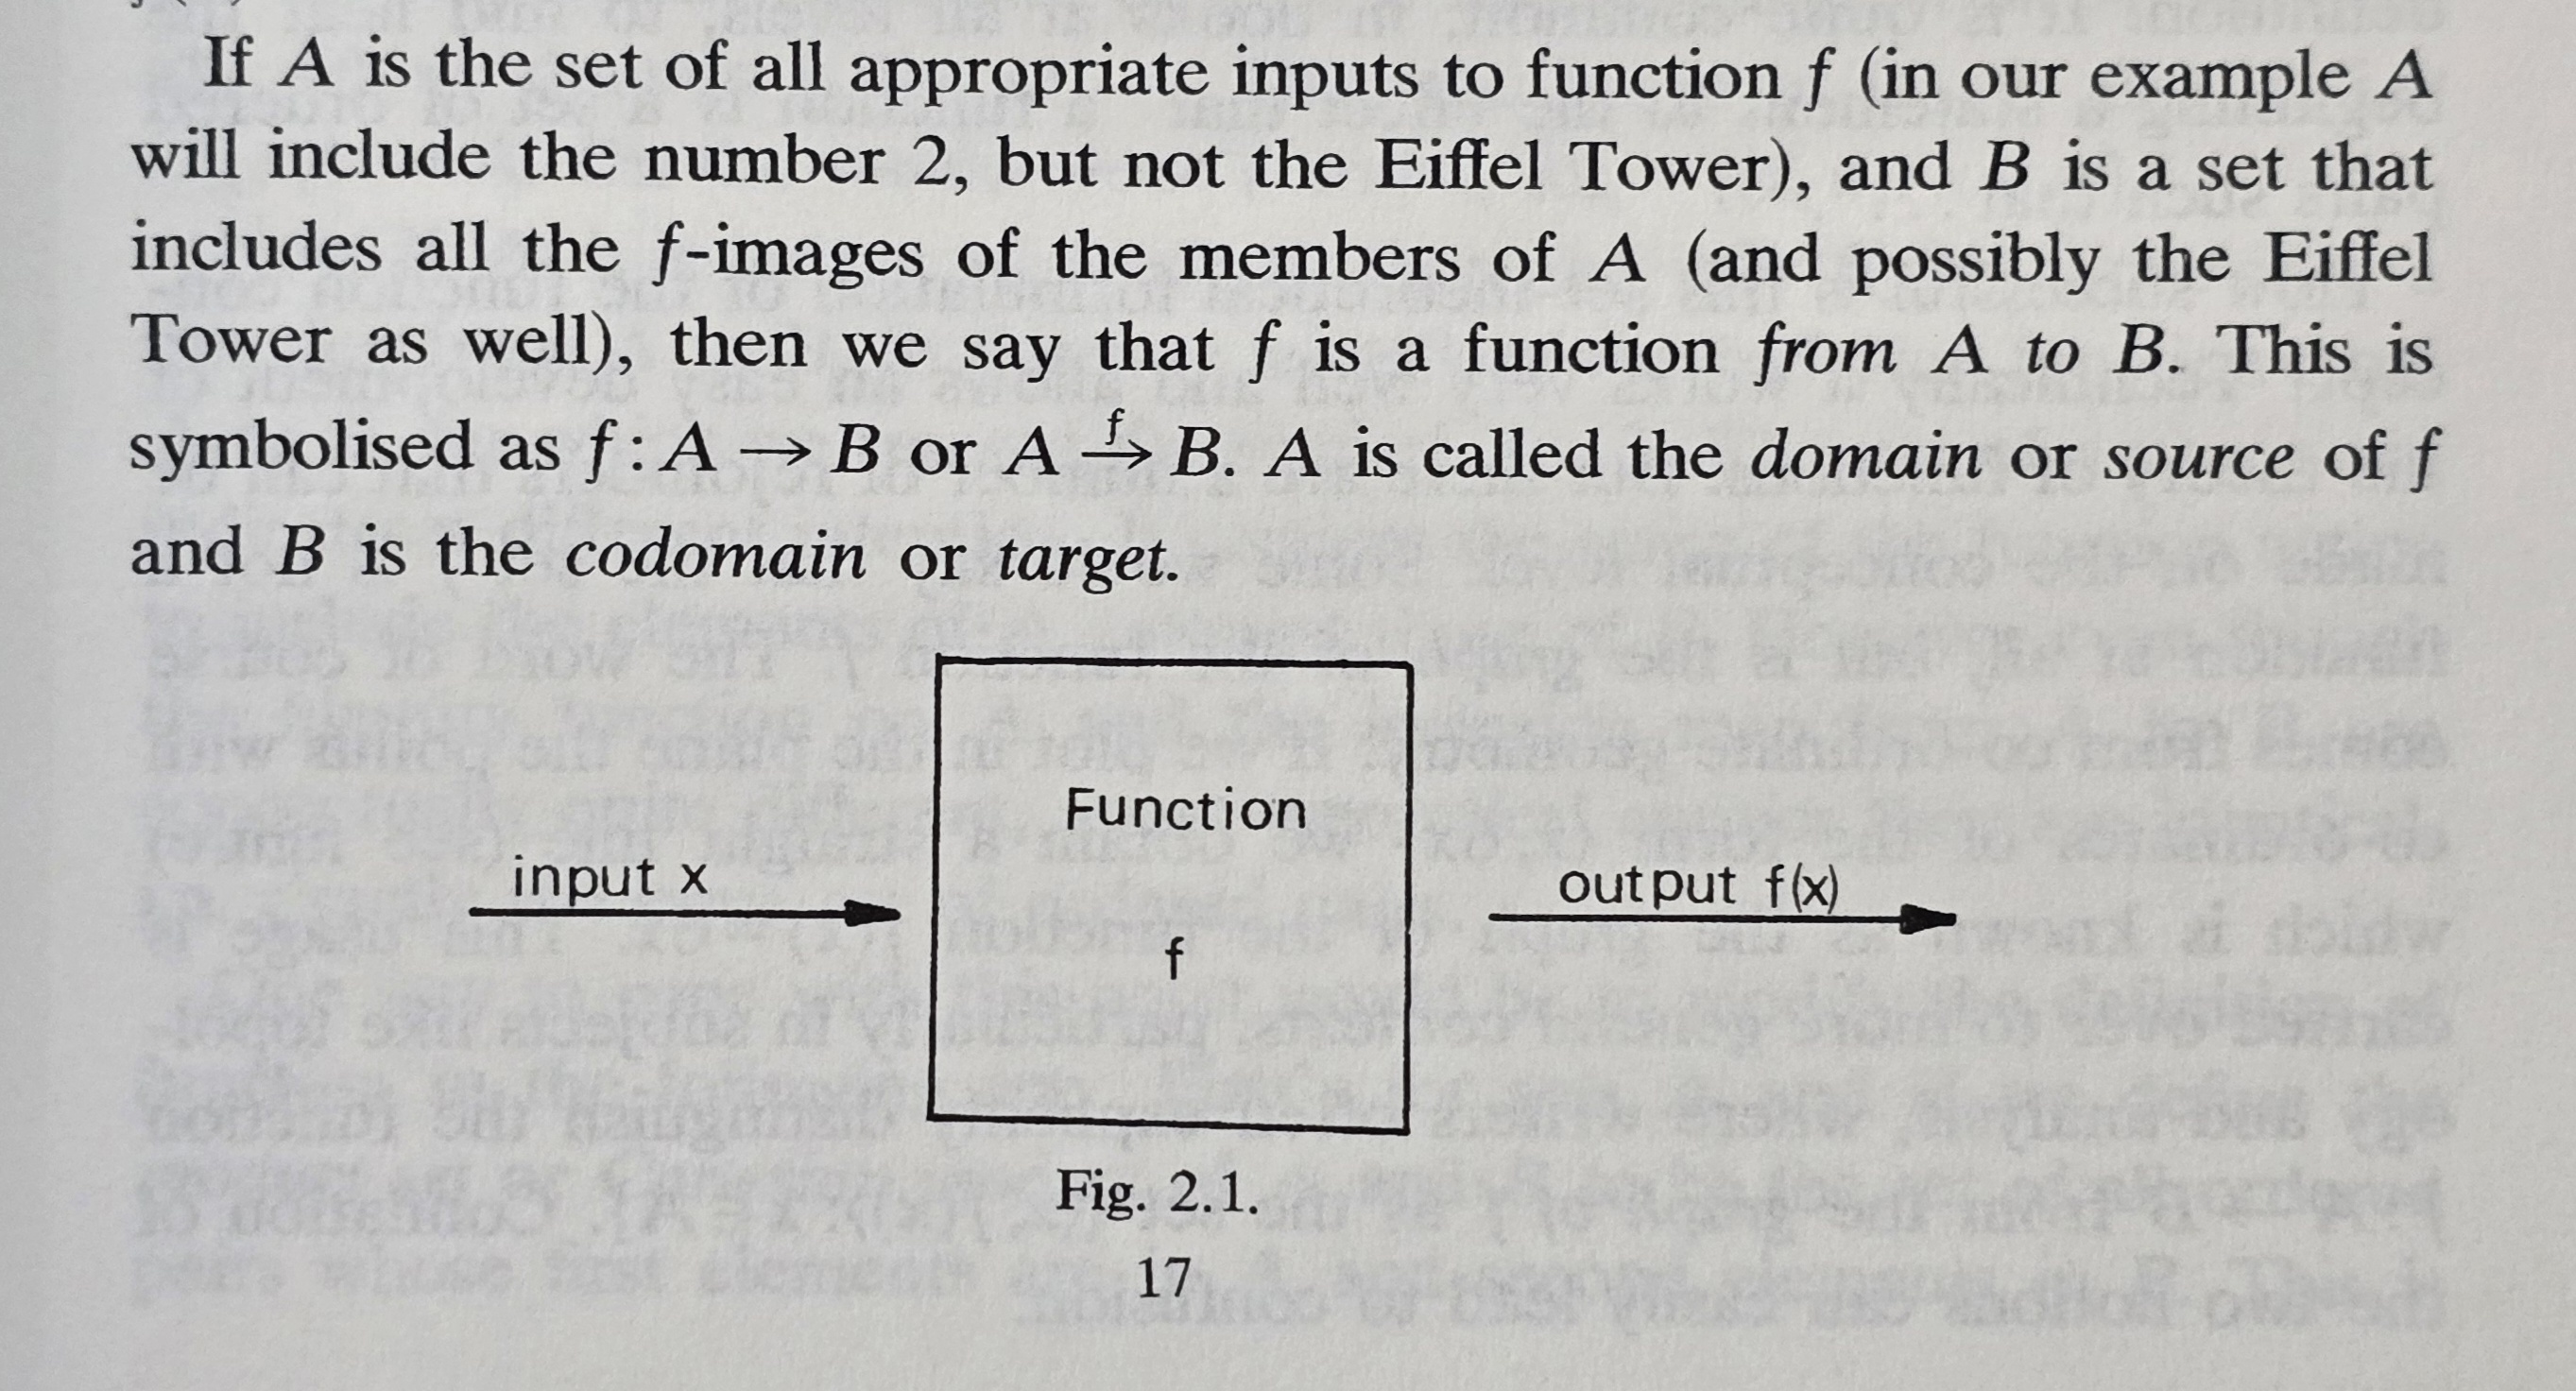 If A is the set of all appropriate inputs to function f (in our example A
will include the number 2, but not the Eiffel Tower), and B is a set that
includes all the f-images of the members of A (and possibly the Eiffel
Tower as well), then we say that f is a function from A to B. This is
symbolised as f : A → B or A →f B. A is called the domain or source of f
and B is the codomain or target.
Function
input x
output f(x)
f
Fig. 2.1.
17